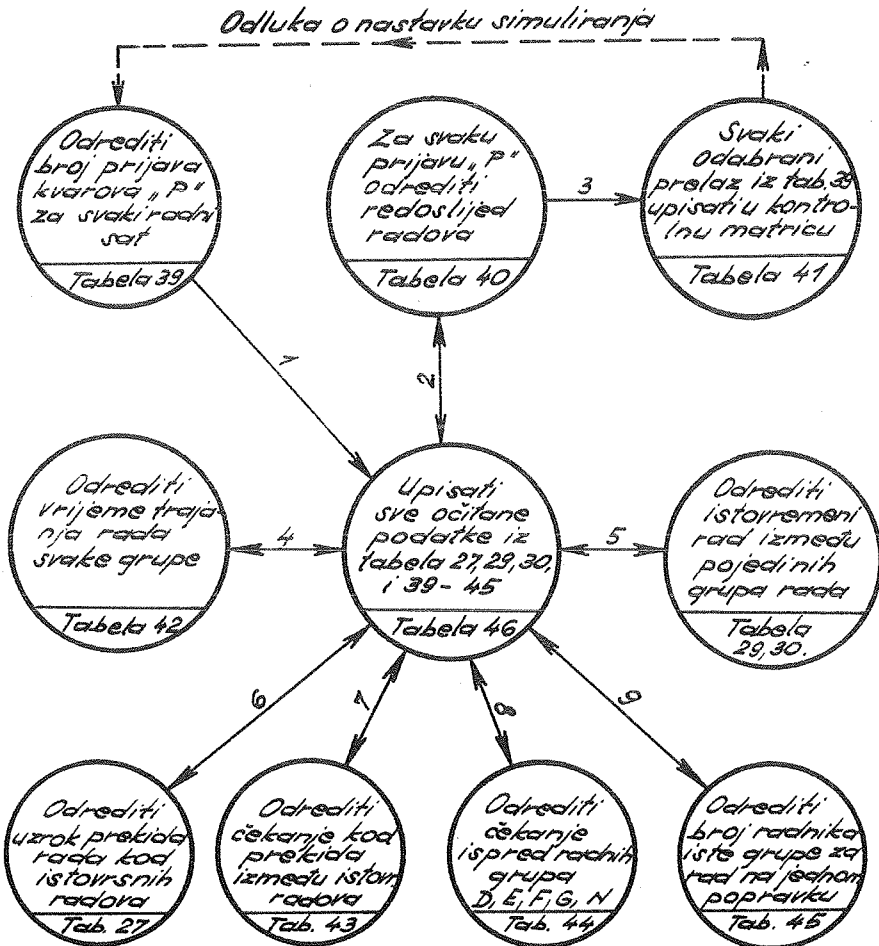 Odluka o nastavku simuliranja
Odrediti
broj prijava
kvarova „P"
za svaki radni
sat
Tabela 39
Za svaku
prijavu „P"
odrediti
redoslijed
radova
Tabela 40
3
Svaki
odabrani
prelaz iz tab. 39
upisati u kontro-
lnu matricu
Tabela 41
1
2
Odrediti
vrijeme traja-
nja rada
svake grupe
Tabela 42
4
Upisati
sve očitane
podatke iz
tabela 27, 29, 30,
i 39 - 45
Tabela 46
5
Odrediti
istovremeni
rad između
pojedinih
grupa rada
Tabela
29, 30.
6
7
8
9
Odrediti
uzrok prekida
rada kod
istovrsnih
radova
Tab. 27
Odrediti
čekanje kod
prekida
između istovr.
radova
Tab. 43
Odrediti
čekanje
ispred radnih
grupa
D, E, F, G, N
Tab. 44
Odrediti
broj radnika
iste grupe za
rad na jednom
popravku
Tab. 45